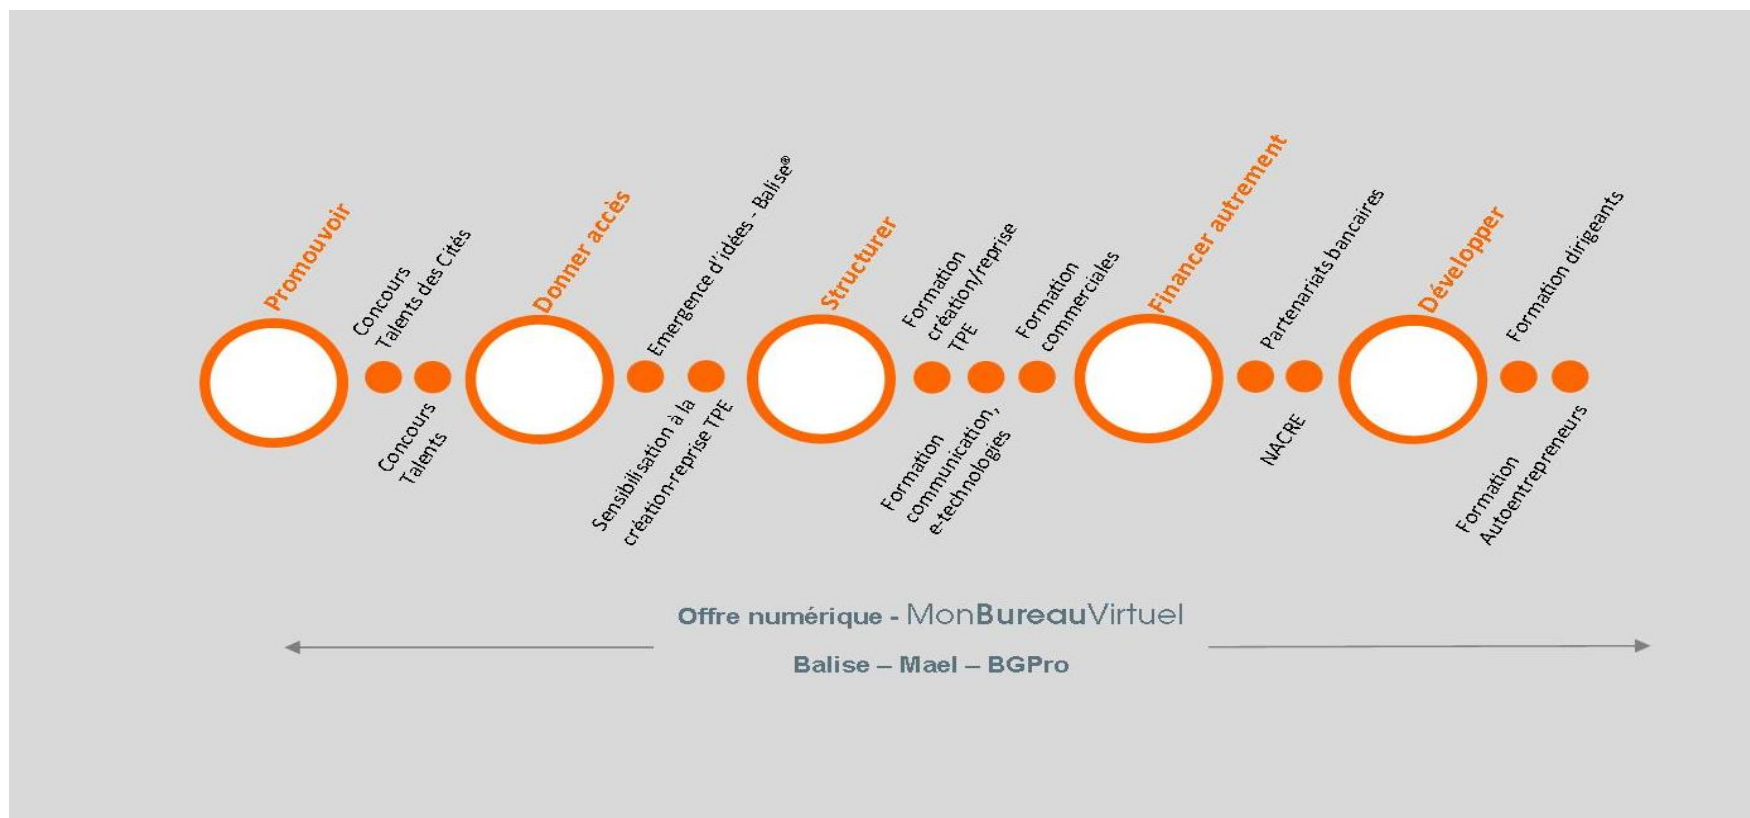 Promouvoir
Concours
Talents des Cités
Concours
Talents
Donner accès
Emergence d'idées - Balise®
Sensibilisation à la
création-reprise TPE
Structurer
Formation
création/reprise
TPE
Formation
communication,
e-technologies
Formation
commerciales
Financer autrement
Partenariats bancaires
NACRE
Développer
Formation dirigeants
Formation
Autoentrepreneurs
Offre numérique - MonBureauVirtuel
Balise – Mael – BGPro